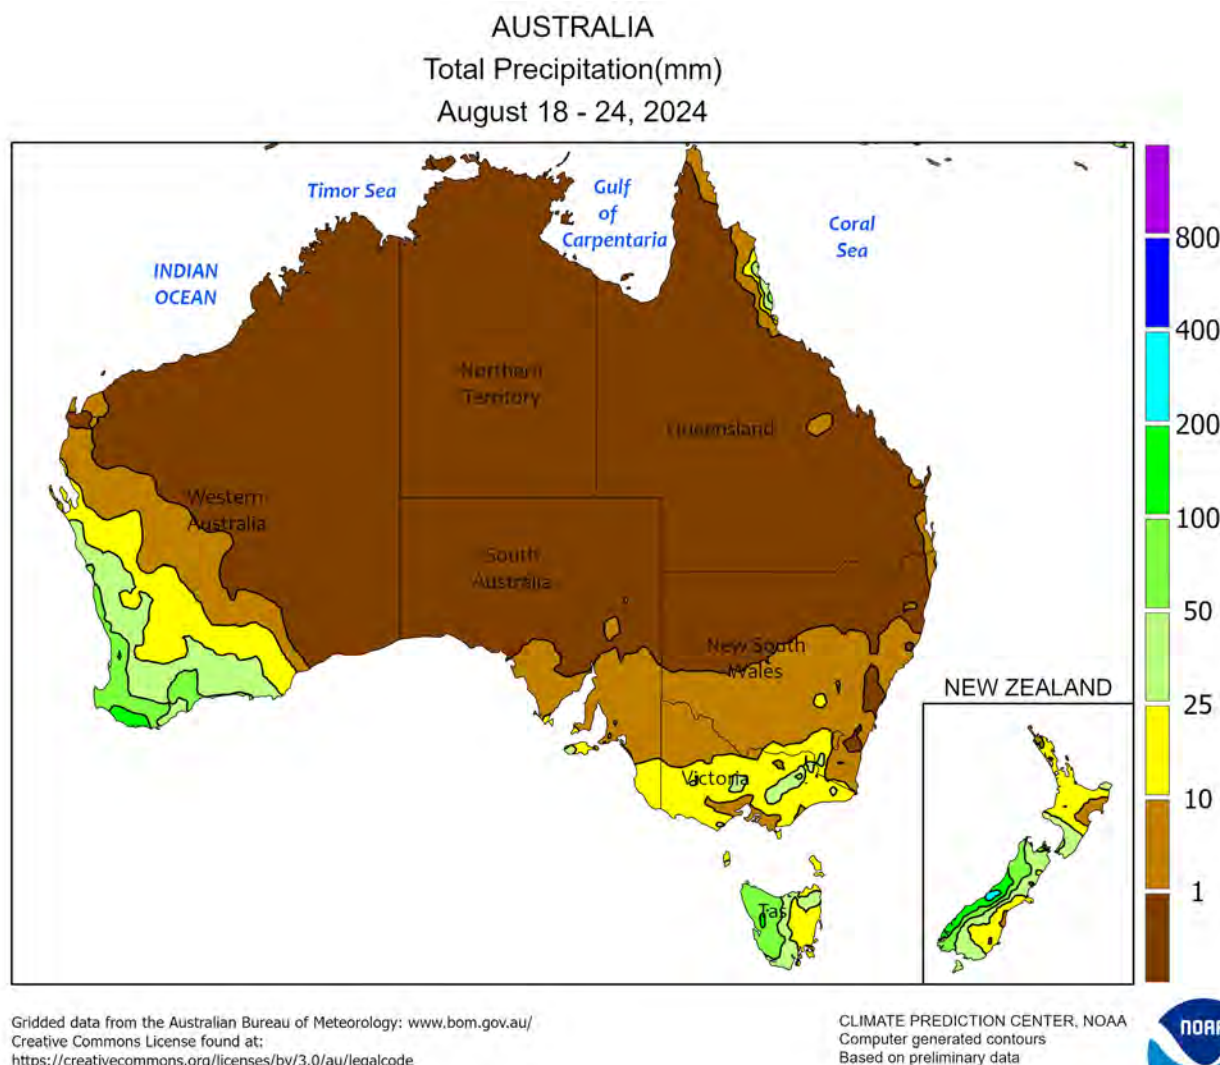 AUSTRALIA
Total Precipitation(mm)
August 18 - 24, 2024
Timor Sea
Gulf
of
Carpentaria
Coral
Sea
INDIAN
OCEAN
800
400
200
100
50
25
10
1
Northern
Territory
Queensland
Western
Australia
South
Australia
New South
Wales
NEW ZEALAND
Victoria
Tas
Gridded data from the Australian Bureau of Meteorology: www.bom.gov.au/
Creative Commons License found at:
https://creativecommons.org/licenses/by/3.0/au/legalcode
CLIMATE PREDICTION CENTER, NOAA
Computer generated contours
Based on preliminary data
NOAA